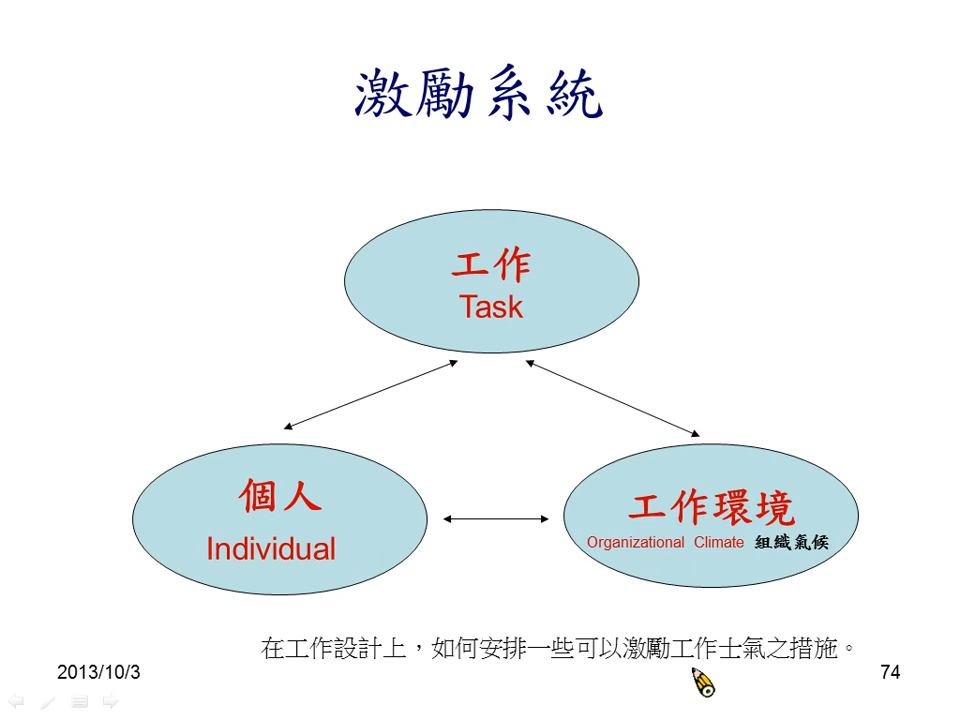 激勵系統
工作
Task
個人
Individual
工作環境
Organizational Climate 組織氣候
在工作設計上，如何安排一些可以激勵工作士氣之措施。
2013/10/3
74